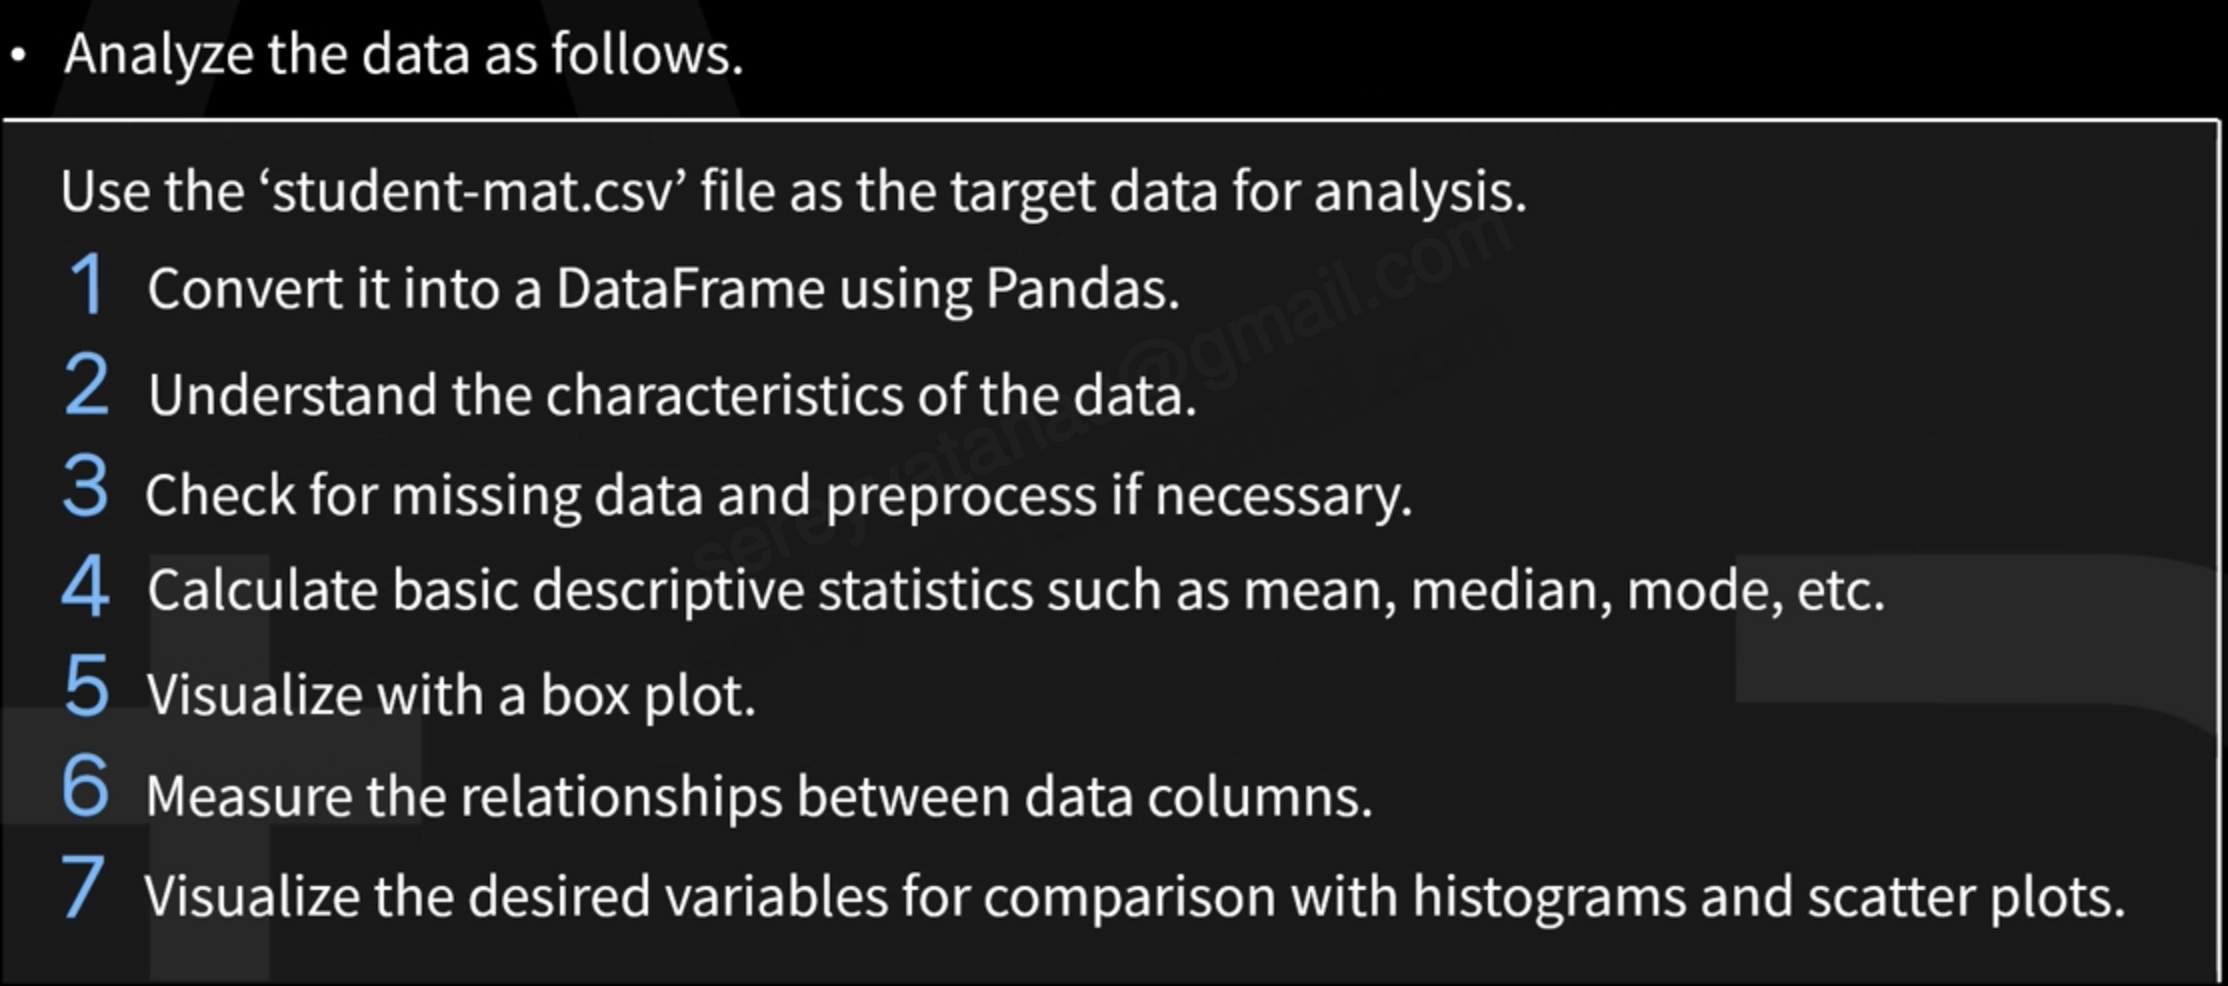 • Analyze the data as follows.
Use the ‘student-mat.csv’ file as the target data for analysis.
1 Convert it into a DataFrame using Pandas.
2 Understand the characteristics of the data.
3 Check for missing data and preprocess if necessary.
4 Calculate basic descriptive statistics such as mean, median, mode, etc.
5 Visualize with a box plot.
6 Measure the relationships between data columns.
7 Visualize the desired variables for comparison with histograms and scatter plots.